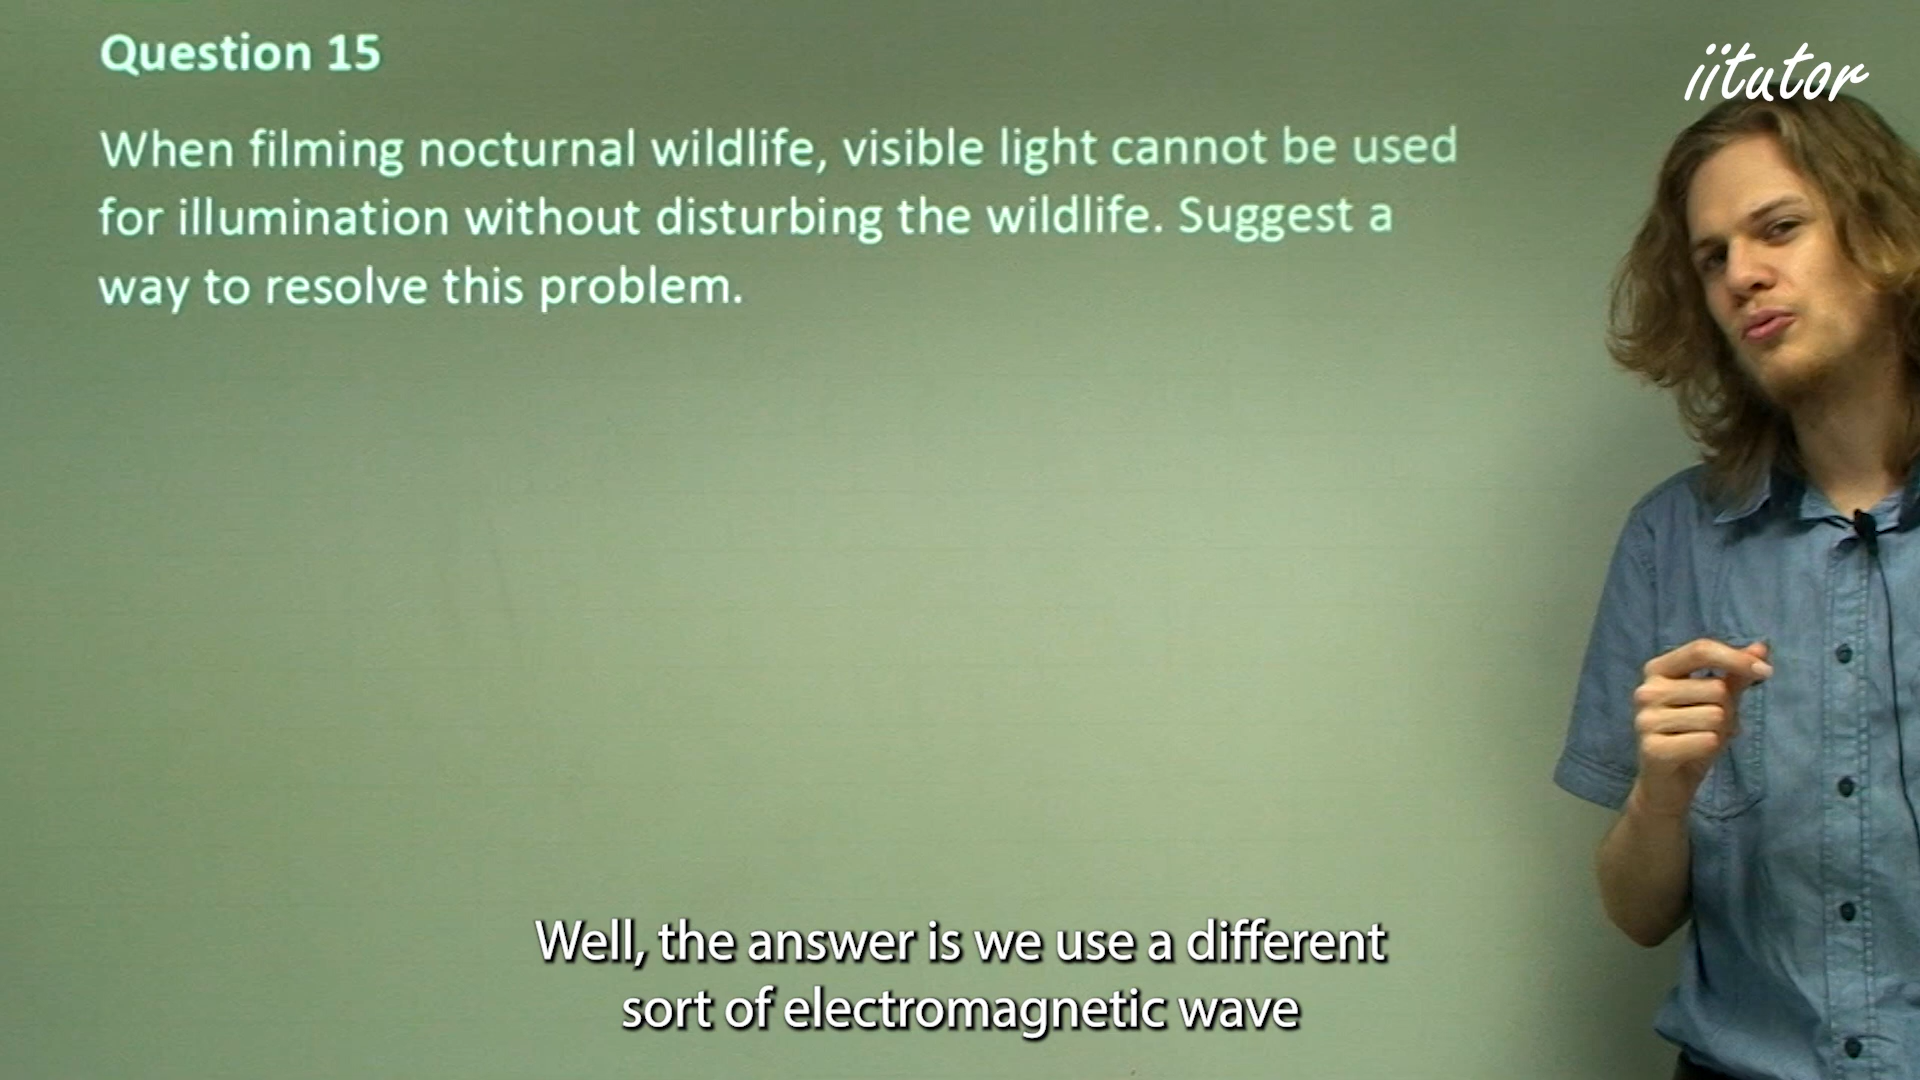 Question 15
iitutor
When filming nocturnal wildlife, visible light cannot be used
for illumination without disturbing the wildlife. Suggest a
way to resolve this problem.
Well, the answer is we use a different
sort of electromagnetic wave